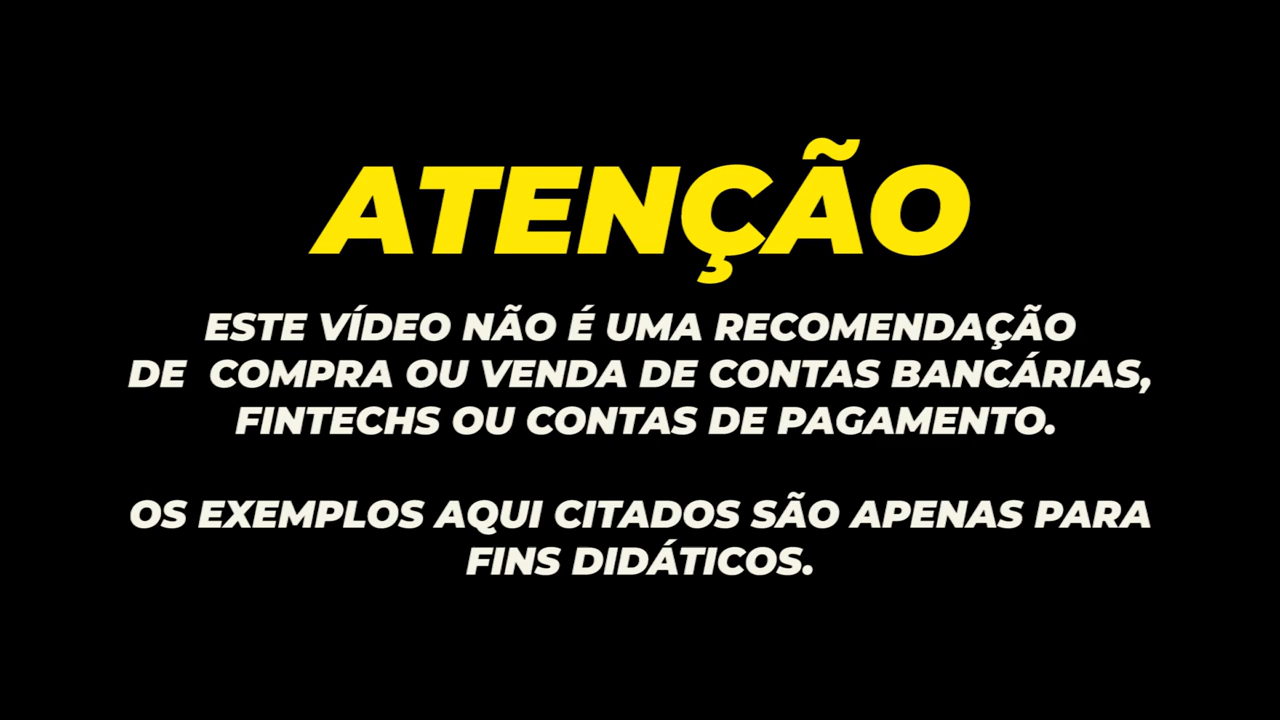 ATENÇÃO
ESTE VÍDEO NÃO É UMA RECOMENDAÇÃO
DE COMPRA OU VENDA DE CONTAS BANCÁRIAS,
FINTECHS OU CONTAS DE PAGAMENTO.
OS EXEMPLOS AQUI CITADOS SÃO APENAS PARA
FINS DIDÁTICOS.